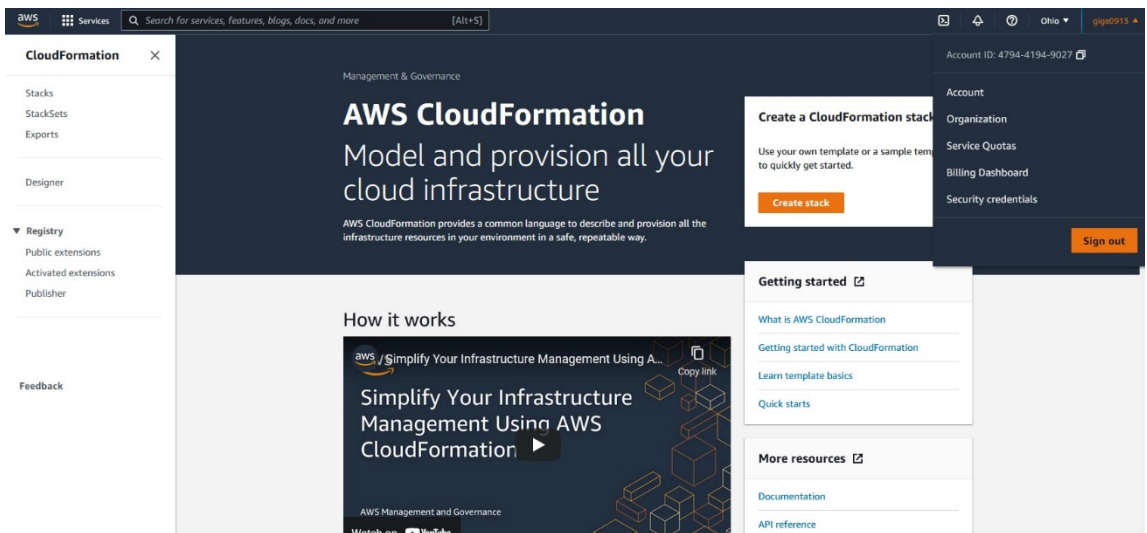 aws
Services
Search for services, features, blogs, docs, and more
[Alt+S]
Ohio
gige0913
CloudFormation
Stacks
StackSets
Exports
Designer
Registry
Public extensions
Activated extensions
Publisher
Feedback
Management & Governance
AWS CloudFormation
Model and provision all your
cloud infrastructure
AWS CloudFormation provides a common language to describe and provision all the
infrastructure resources in your environment in a safe, repeatable way.
Create a CloudFormation stack
Use your own template or a sample
to quickly get started.
Create stack
Account ID: 4794-4194-9027
Account
Organization
Service Quotas
Billing Dashboard
Security credentials
Sign out
How it works
aws
Simplify Your Infrastructure Management Using A...
Copy link
Simplify Your Infrastructure
Management Using AWS
CloudFormation
AWS Management and Governance
Watch on YouTube
Getting started
What is AWS CloudFormation
Getting started with CloudFormation
Learn template basics
Quick starts
More resources
Documentation
API reference